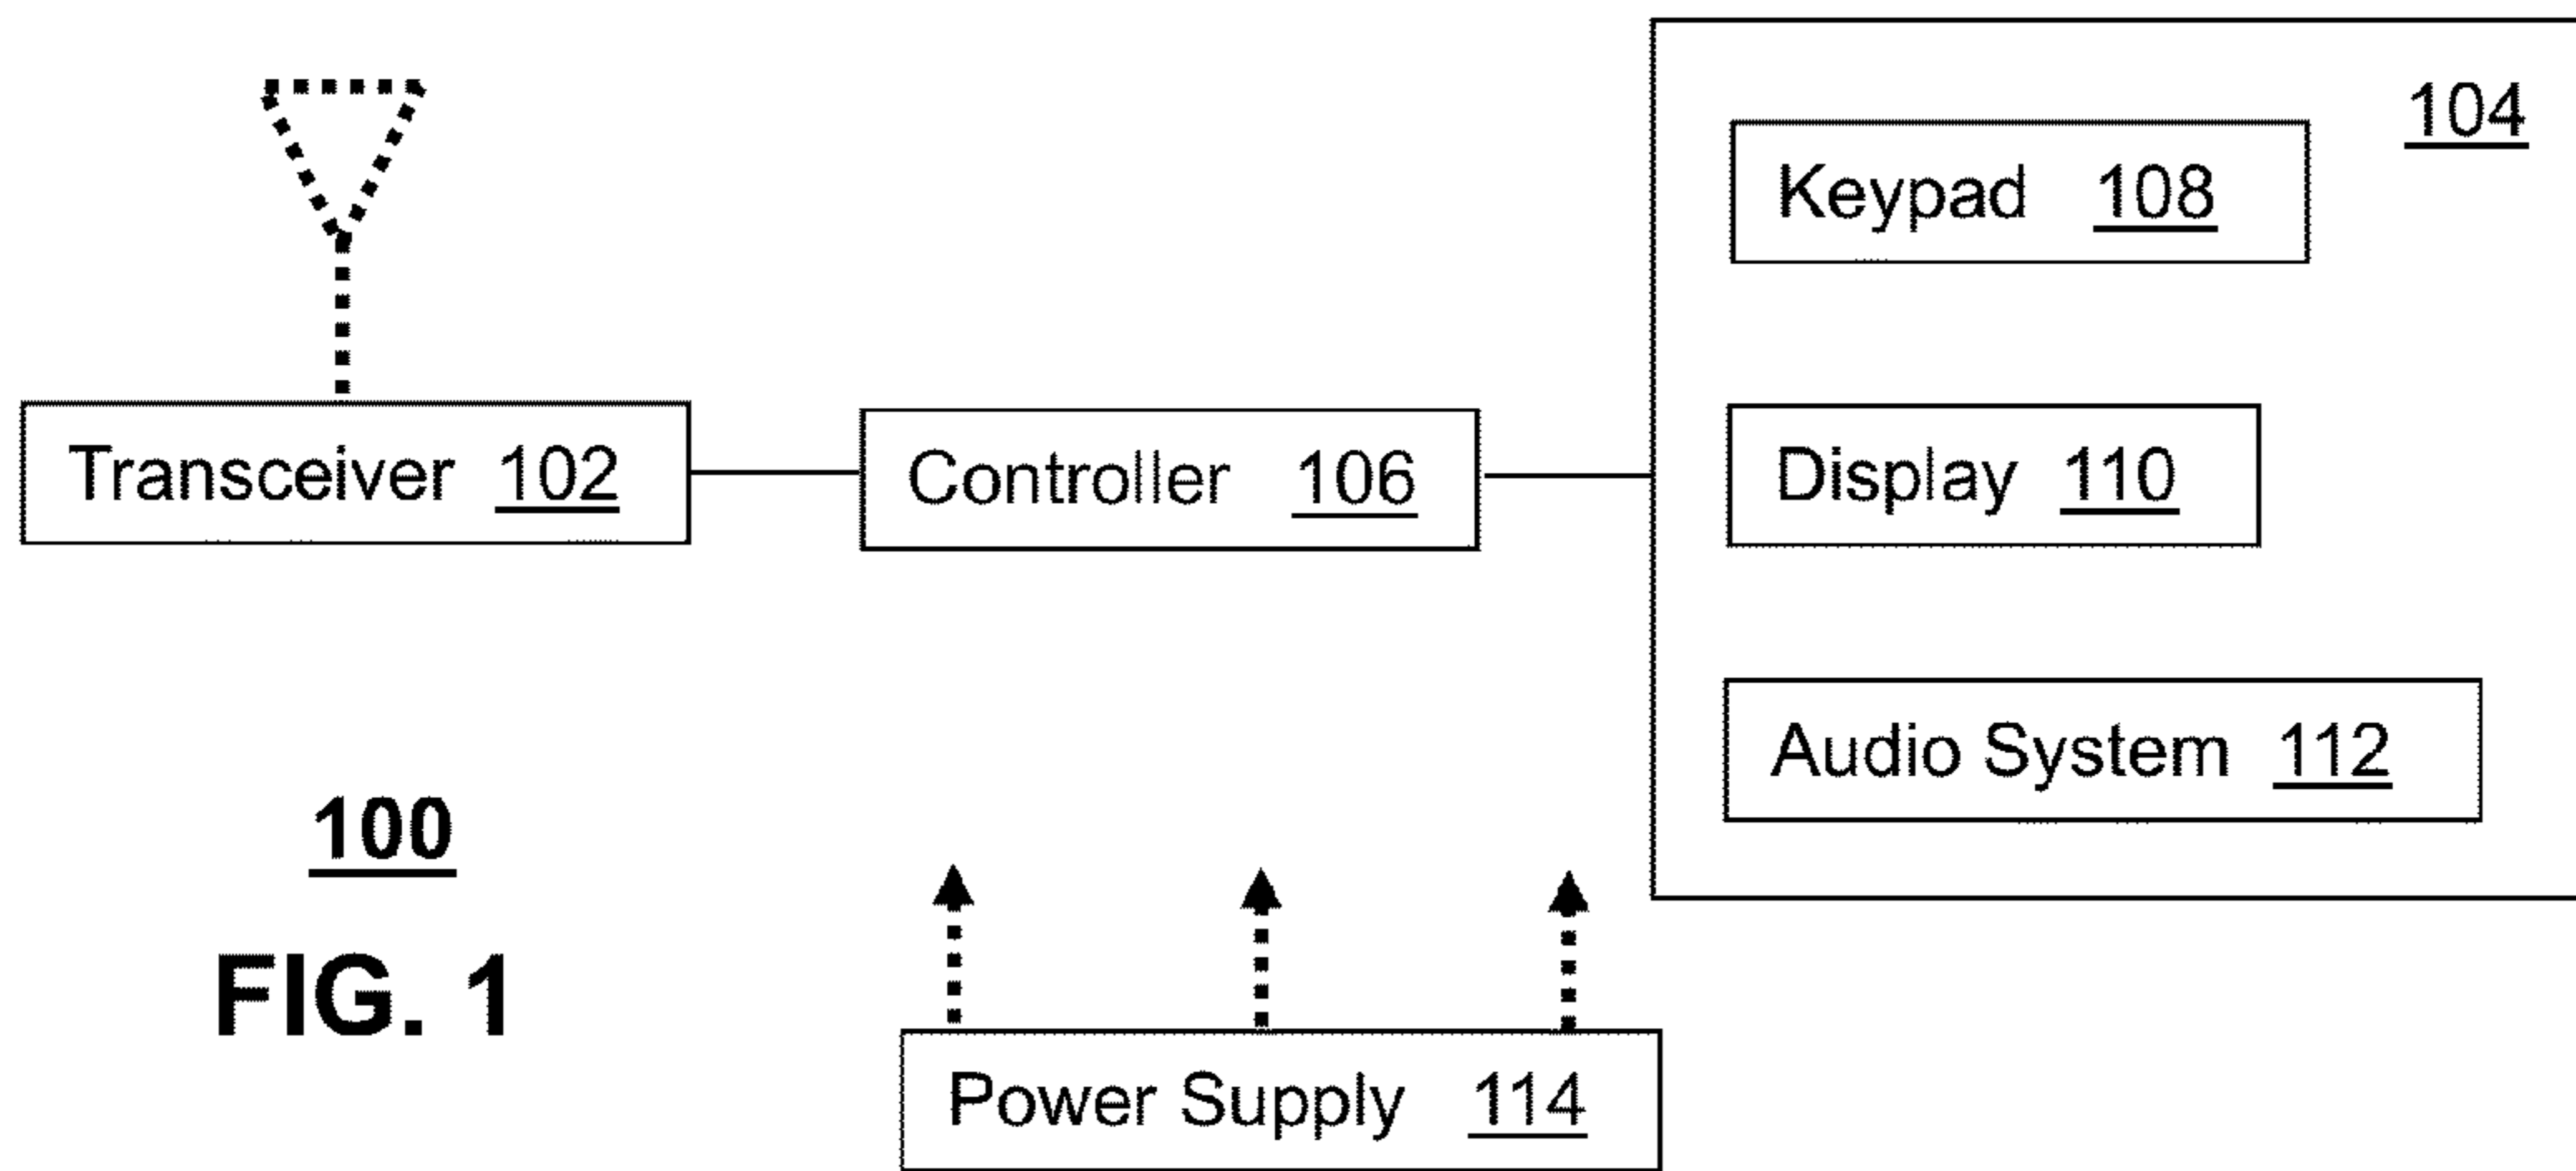 104
Keypad 108
Transceiver 102
Controller 106
Display 110
Audio System 112
100
FIG. 1
Power Supply 114